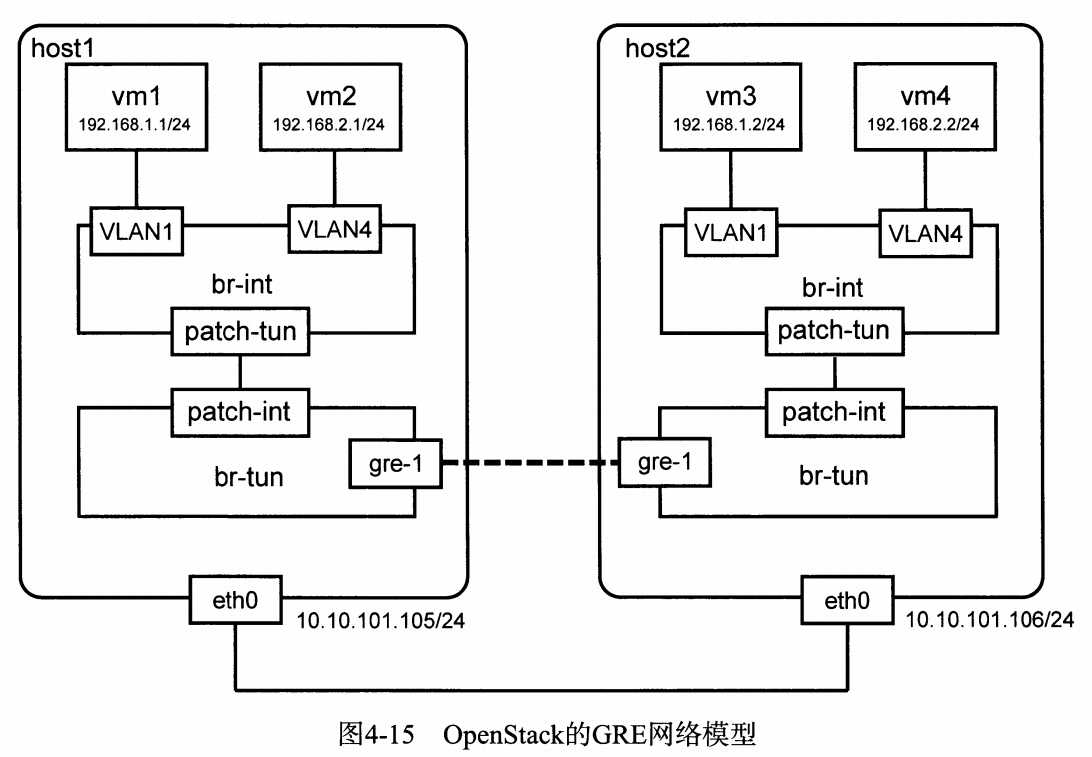 host1
vm1
192.168.1.1/24
vm2
192.168.2.1/24
VLAN1
VLAN4
br-int
patch-tun
patch-int
gre-1
br-tun
eth0
10.10.101.105/24
host2
vm3
192.168.1.2/24
vm4
192.168.2.2/24
VLAN1
VLAN4
br-int
patch-tun
patch-int
gre-1
br-tun
eth0
10.10.101.106/24
图4-15 OpenStack的GRE网络模型